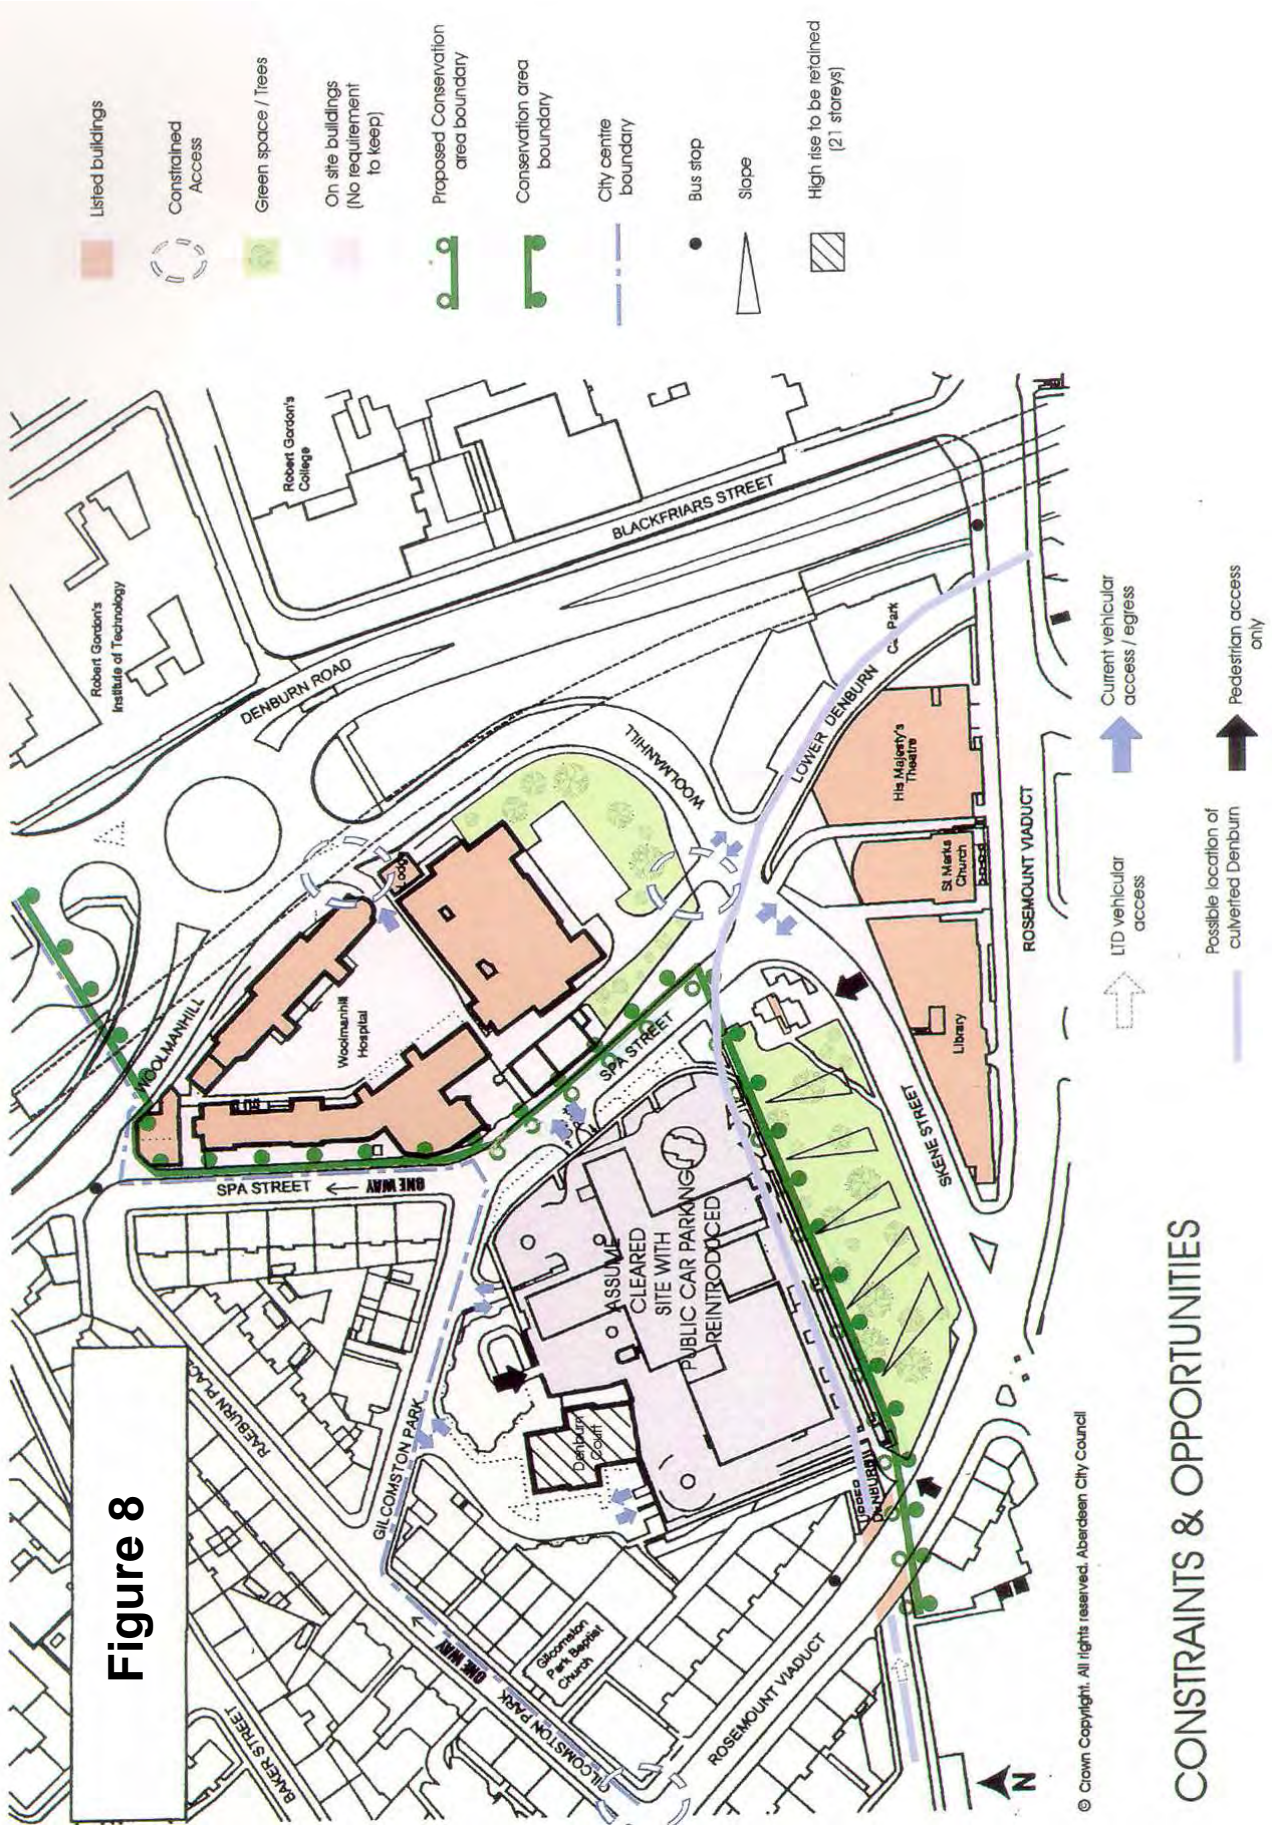 Figure 8
Listed buildings
Constrained
Access
Green space / Trees
On site buildings
(No requirement
to keep)
Proposed Conservation
area boundary
Conservation area
boundary
City centre
boundary
Bus stop
Slope
High rise to be retained
(21 storeys)
Robert Gordon's
Institute of Technology
Robert Gordon's
College
BLACKFRIARS STREET
DENBURN ROAD
WOOLMANHILL
WOOLMANHILL
Lodge
Woolmanhill
Hospital
LOWER DENBURN
Car Park
His Majesty's
Theatre
St Marks
Church
Library
ROSEMOUNT VIADUCT
SKENE STREET
SPA STREET
SPA STREET
ONE WAY
ASSUME
CLEARED
SITE WITH
PUBLIC CAR PARKING
REINTRODUCED
Denburn
Court
UPPER
DENBURN
RAEBURN PLACE
GILCOMSTON PARK
GILCOMSTON PARK
ONE WAY
BAKER STREET
Gilcomston
Park Baptist
Church
ROSEMOUNT VIADUCT
N
Current vehicular
access / egress
Pedestrian access
only
LTD vehicular
access
Possible location of
culverted Denburn
© Crown Copyright. All rights reserved. Aberdeen City Council
CONSTRAINTS & OPPORTUNITIES